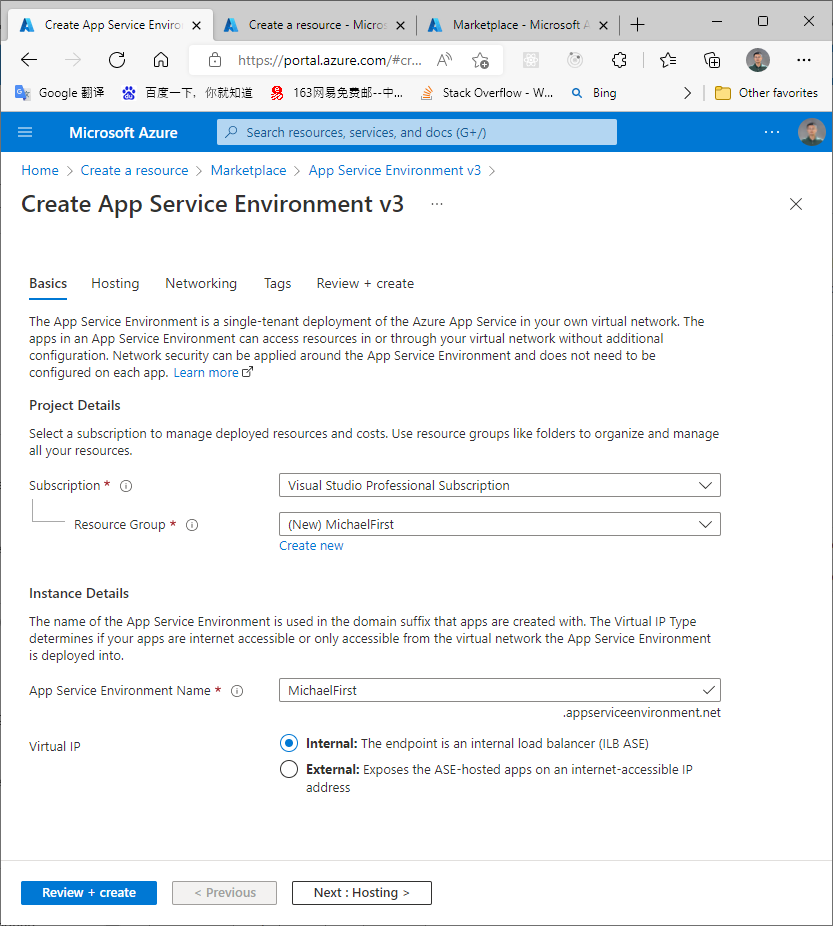 Create App Service Enviror
Create a resource - Micros
Marketplace - Microsoft A
https://portal.azure.com/#cr...
Google 翻译
百度一下，你就知道
163网易免费邮--中...
Stack Overflow - W...
Bing
Other favorites
Microsoft Azure
Search resources, services, and docs (G+/)
Home > Create a resource > Marketplace > App Service Environment v3 >
Create App Service Environment v3 ...
Basics Hosting Networking Tags Review + create
The App Service Environment is a single-tenant deployment of the Azure App Service in your own virtual network. The
apps in an App Service Environment can access resources in or through your virtual network without additional
configuration. Network security can be applied around the App Service Environment and does not need to be
configured on each app. Learn more
Project Details
Select a subscription to manage deployed resources and costs. Use resource groups like folders to organize and manage
all your resources.
Subscription *
Visual Studio Professional Subscription
Resource Group *
(New) MichaelFirst
Create new
Instance Details
The name of the App Service Environment is used in the domain suffix that apps are created with. The Virtual IP Type
determines if your apps are internet accessible or only accessible from the virtual network the App Service Environment
is deployed into.
App Service Environment Name *
MichaelFirst
.appserviceenvironment.net
Virtual IP
Internal: The endpoint is an internal load balancer (ILB ASE)
External: Exposes the ASE-hosted apps on an internet-accessible IP
address
Review + create
< Previous
Next : Hosting >